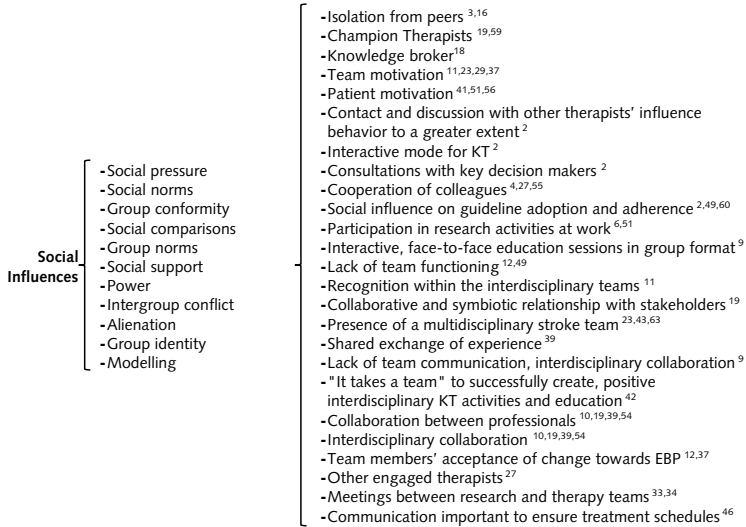 Social
Influences
-Social pressure
-Social norms
-Group conformity
-Social comparisons
-Group norms
-Social support
-Power
-Intergroup conflict
-Alienation
-Group identity
-Modelling
-Isolation from peers 3,16
-Champion Therapists 19,59
-Knowledge broker18
-Team motivation 11,23,29,37
-Patient motivation 41,51,56
-Contact and discussion with other therapists' influence
behavior to a greater extent 2
-Interactive mode for KT 2
-Consultations with key decision makers 2
-Cooperation of colleagues 4,27,55
-Social influence on guideline adoption and adherence 2,49,60
-Participation in research activities at work 6,51
-Interactive, face-to-face education sessions in group format 9
-Lack of team functioning 12,49
-Recognition within the interdisciplinary teams 11
-Collaborative and symbiotic relationship with stakeholders 19
-Presence of a multidisciplinary stroke team 23,43,63
-Shared exchange of experience 39
-Lack of team communication, interdisciplinary collaboration 9
-"It takes a team" to successfully create, positive
interdisciplinary KT activities and education 42
-Collaboration between professionals 10,19,39,54
-Interdisciplinary collaboration 10,19,39,54
-Team members' acceptance of change towards EBP 12,37
-Other engaged therapists 27
-Meetings between research and therapy teams 33,34
-Communication important to ensure treatment schedules 46